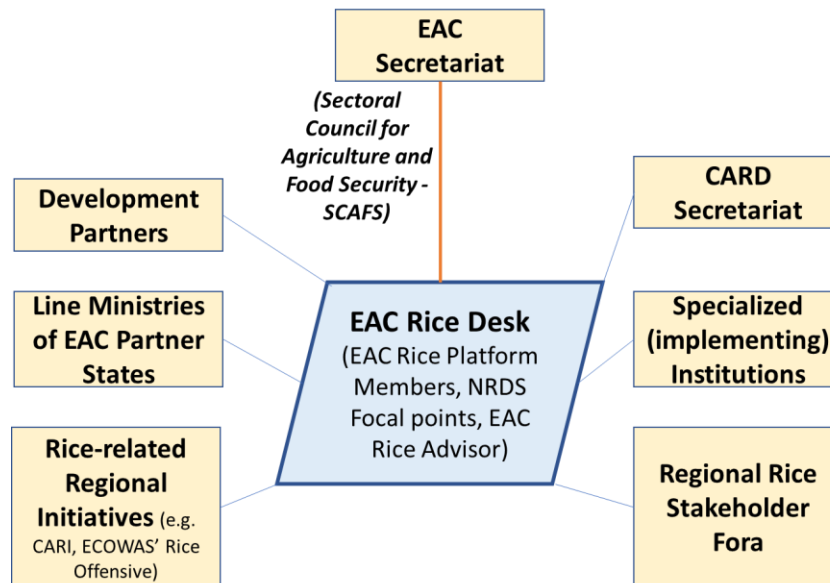 EAC
Secretariat
(Sectoral
Council for
Agriculture and
Food Security -
SCAFS)
CARD
Secretariat
Development
Partners
Line Ministries
of EAC Partner
States
EAC Rice Desk
(EAC Rice Platform
Members, NRDS
Focal points, EAC
Rice Advisor)
Specialized
(implementing)
Institutions
Rice-related
Regional
Initiatives (e.g.
CARI, ECOWAS’ Rice
Offensive)
Regional Rice
Stakeholder
Fora